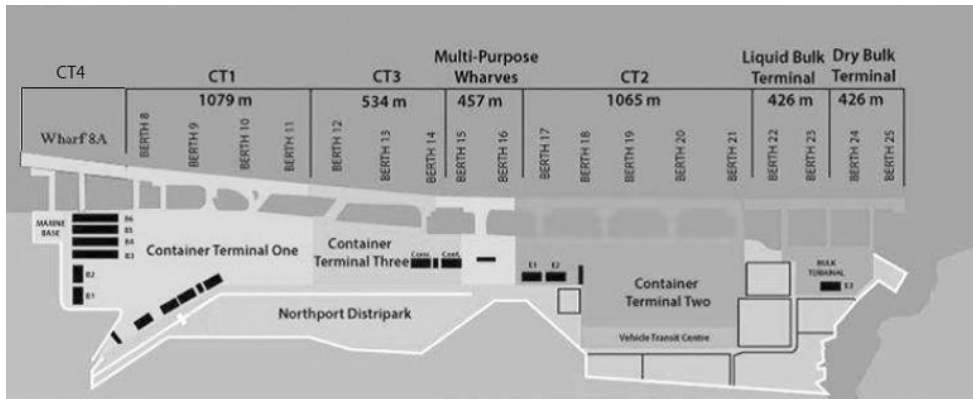 CT4
CT1
CT3
Multi-Purpose
Wharves
CT2
Liquid Bulk
Terminal
Dry Bulk
Terminal
1079 m
534 m
457 m
1065 m
426 m
426 m
Wharf 8A
BERTH 8
BERTH 9
BERTH 10
BERTH 11
BERTH 12
BERTH 13
BERTH 14
BERTH 15
BERTH 16
BERTH 17
BERTH 18
BERTH 19
BERTH 20
BERTH 21
BERTH 22
BERTH 23
BERTH 24
BERTH 25
MARINE
BASE
B6
B5
B4
B3
B2
B1
Container Terminal One
Container
Terminal Three
Conv.
Conf.
E1
E2
Container
Terminal Two
BULK
TERMINAL
E3
Northport Distripark
Vehicle Transit Centre